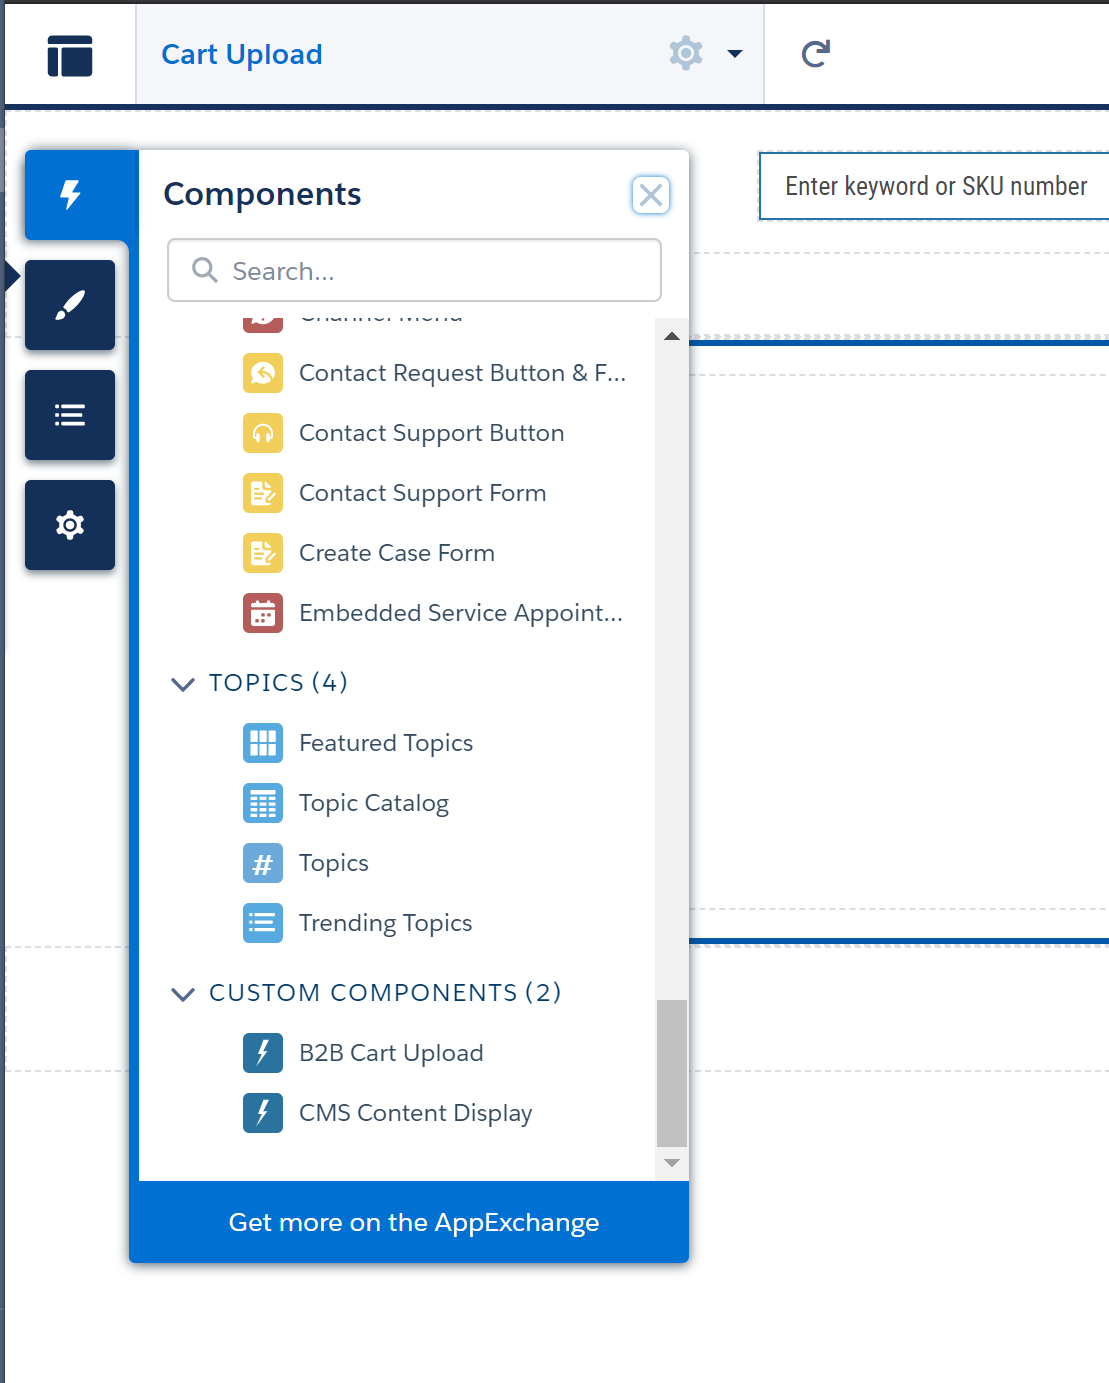 Cart Upload
Enter keyword or SKU number
Components
Search...
Channel Menu
Contact Request Button & F...
Contact Support Button
Contact Support Form
Create Case Form
Embedded Service Appoint...
TOPICS (4)
Featured Topics
Topic Catalog
# Topics
Trending Topics
CUSTOM COMPONENTS (2)
B2B Cart Upload
CMS Content Display
Get more on the AppExchange